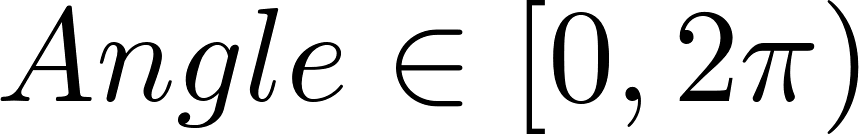 Angle ∈ [0, 2π)